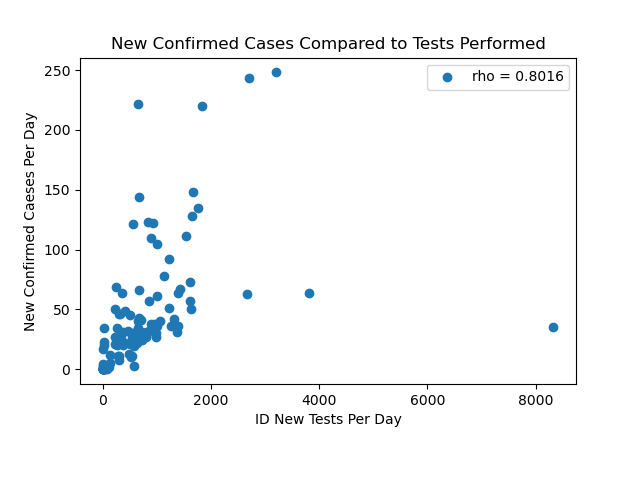 New Confirmed Cases Compared to Tests Performed
rho = 0.8016
New Confirmed Caeses Per Day
250
200
150
100
50
0
0 2000 4000 6000 8000
ID New Tests Per Day